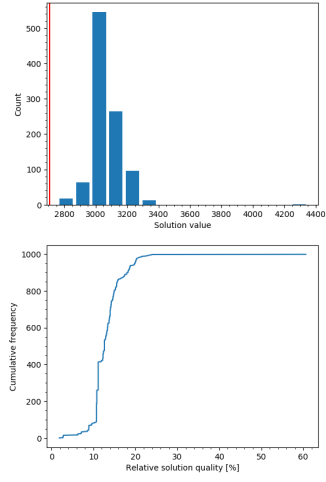 500
400
300
200
100
0
Count
2800 3000 3200 3400 3600 3800 4000 4200 4400
Solution value
1000
800
600
400
200
0
Cumulative frequency
0 10 20 30 40 50 60
Relative solution quality [%]